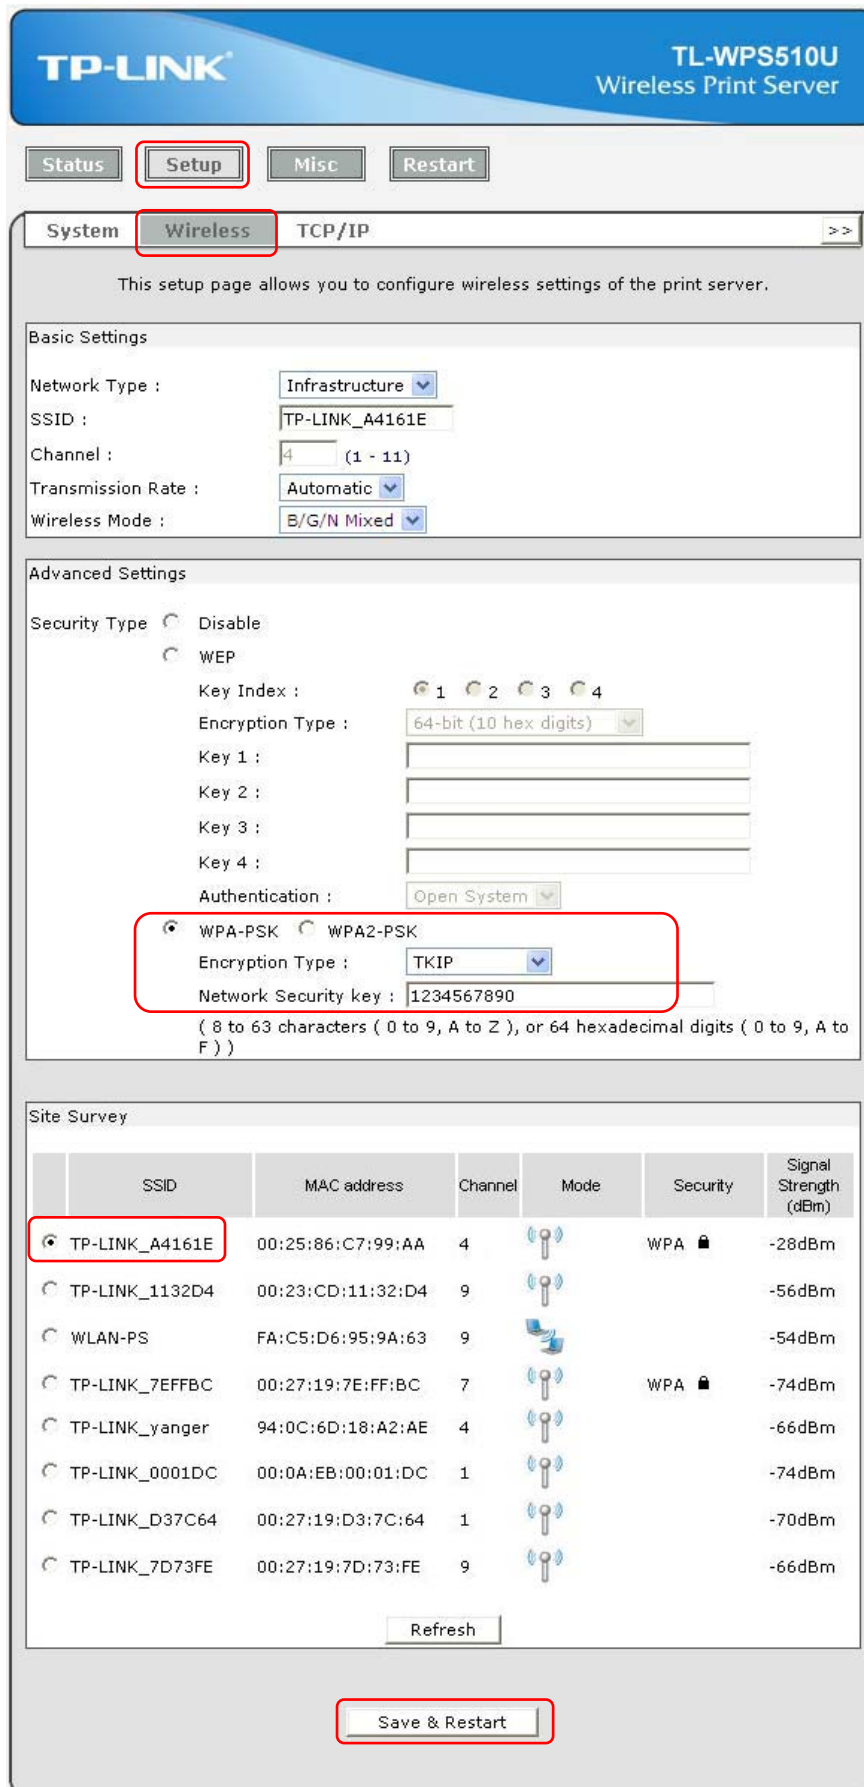 TP-LINK
TL-WPS510U
Wireless Print Server
Status Setup Misc Restart
System Wireless TCP/IP >>
This setup page allows you to configure wireless settings of the print server.
Basic Settings
Network Type : Infrastructure
SSID : TP-LINK_A4161E
Channel : 4 (1 - 11)
Transmission Rate : Automatic
Wireless Mode : B/G/N Mixed
Advanced Settings
Security Type Disable
WEP
Key Index : 1 2 3 4
Encryption Type : 64-bit (10 hex digits)
Key 1 :
Key 2 :
Key 3 :
Key 4 :
Authentication : Open System
WPA-PSK WPA2-PSK
Encryption Type : TKIP
Network Security key : 1234567890
( 8 to 63 characters ( 0 to 9, A to Z ), or 64 hexadecimal digits ( 0 to 9, A to
F ) )
Site Survey
SSID MAC address Channel Mode Security Signal Strength (dBm)
TP-LINK_A4161E 00:25:86:C7:99:AA 4 WPA -28dBm
TP-LINK_1132D4 00:23:CD:11:32:D4 9 -56dBm
WLAN-PS FA:C5:D6:95:9A:63 9 -54dBm
TP-LINK_7EFFBC 00:27:19:7E:FF:BC 7 WPA -74dBm
TP-LINK_yanger 94:0C:6D:18:A2:AE 4 -66dBm
TP-LINK_0001DC 00:0A:EB:00:01:DC 1 -74dBm
TP-LINK_D37C64 00:27:19:D3:7C:64 1 -70dBm
TP-LINK_7D73FE 00:27:19:7D:73:FE 9 -66dBm
Refresh
Save & Restart